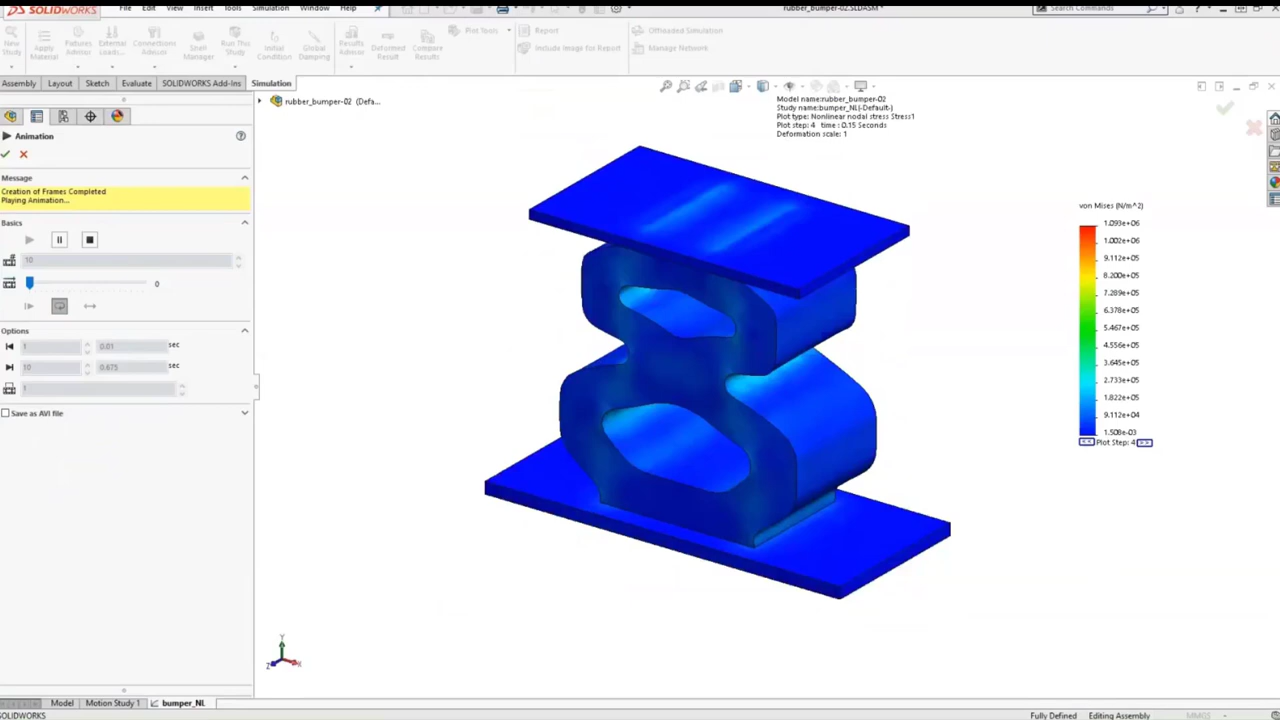 SOLIDWORKS
File Edit View Insert Tools Simulation Window Help
rubber_bumper-02.SLDASM *
Search Commands
New Study
Apply Material
Fixtures Advisor
External Loads...
Connections Advisor
Shell Manager
Run This Study
Initial Condition
Global Damping
Results Advisor
Deformed Result
Compare Results
Plot Tools
Report
Include Image for Report
Offloaded Simulation
Manage Network
Assembly Layout Sketch Evaluate SOLIDWORKS Add-Ins Simulation
rubber_bumper-02 (Defa...
Model name:rubber_bumper-02
Study name:bumper_NL(-Default-)
Plot type: Nonlinear nodal stress Stress1
Plot step: 4 time : 0.15 Seconds
Deformation scale: 1
Animation
Message
Creation of Frames Completed
Playing Animation...
Basics
10
0
Options
1 0.01 sec
10 0.675 sec
1
Save as AVI file
von Mises (N/m^2)
1.093e+06
1.002e+06
9.112e+05
8.200e+05
7.289e+05
6.378e+05
5.467e+05
4.556e+05
3.645e+05
2.733e+05
1.822e+05
9.112e+04
1.508e-03
<< Plot Step: 4 >>
Y
Z X
Model Motion Study 1 bumper_NL
SOLIDWORKS
Fully Defined Editing Assembly MMGS